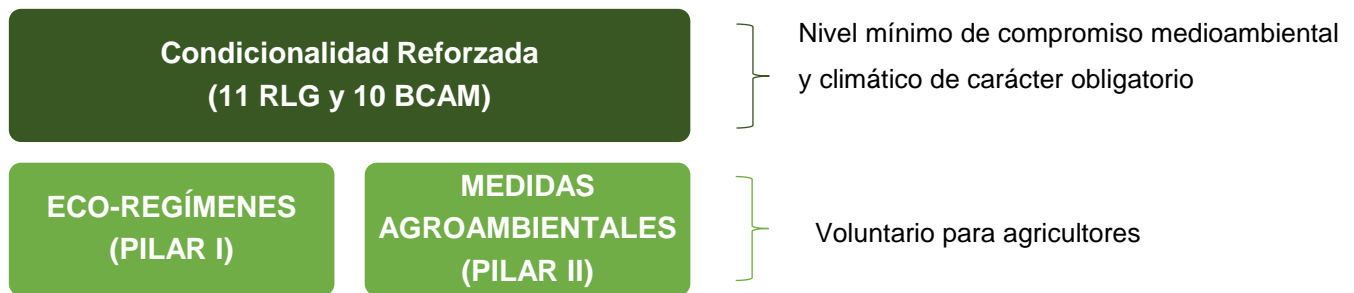 Condicionalidad Reforzada
(11 RLG y 10 BCAM)
Nivel mínimo de compromiso medioambiental
y climático de carácter obligatorio
ECO-REGÍMENES
(PILAR I)
MEDIDAS
AGROAMBIENTALES
(PILAR II)
Voluntario para agricultores